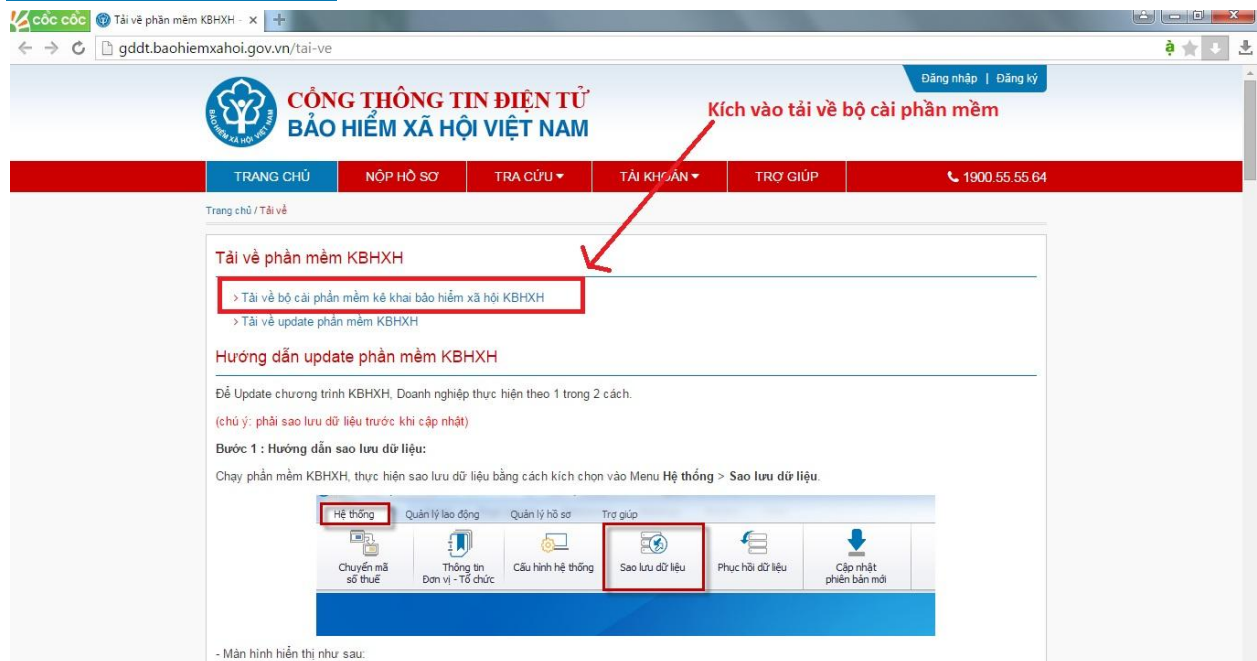 cốc cốc
Tải về phần mềm KBHXH -
gddt.baohiemxahoi.gov.vn/tai-ve
Đăng nhập | Đăng ký
BẢO HIỂM XÃ HỘI VIỆT NAM
CỔNG THÔNG TIN ĐIỆN TỬ
BẢO HIỂM XÃ HỘI VIỆT NAM
Kích vào tải về bộ cài phần mềm
TRANG CHỦ NỘP HỒ SƠ TRA CỨU TÀI KHOẢN TRỢ GIÚP 1900.55.55.64
Trang chủ / Tải về
Tải về phần mềm KBHXH
> Tải về bộ cài phần mềm kê khai bảo hiểm xã hội KBHXH
> Tải về update phần mềm KBHXH
Hướng dẫn update phần mềm KBHXH
Để Update chương trình KBHXH, Doanh nghiệp thực hiện theo 1 trong 2 cách.
(chú ý: phải sao lưu dữ liệu trước khi cập nhật)
Bước 1 : Hướng dẫn sao lưu dữ liệu:
Chạy phần mềm KBHXH, thực hiện sao lưu dữ liệu bằng cách kích chọn vào Menu Hệ thống > Sao lưu dữ liệu.
Hệ thống Quản lý lao động Quản lý hồ sơ Trợ giúp
Chuyển mã số thuế
Thông tin Đơn vị - Tổ chức
Cấu hình hệ thống
Sao lưu dữ liệu
Phục hồi dữ liệu
Cập nhật phiên bản mới
- Màn hình hiển thị như sau: